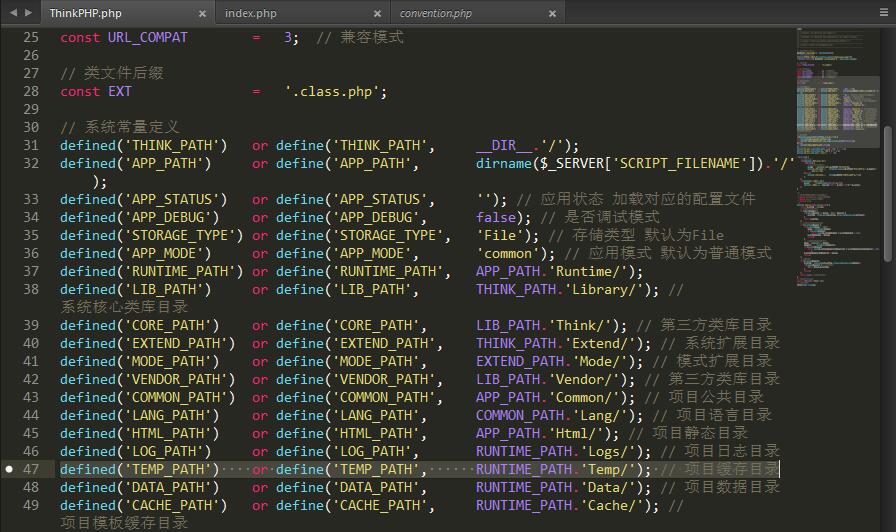 ThinkPHP.php index.php convention.php
25 const URL_COMPAT = 3; // 兼容模式
26
27 // 类文件后缀
28 const EXT = '.class.php';
29
30 // 系统常量定义
31 defined('THINK_PATH') or define('THINK_PATH', __DIR__.'/');
32 defined('APP_PATH') or define('APP_PATH', dirname($_SERVER['SCRIPT_FILENAME']).'/'
);
33 defined('APP_STATUS') or define('APP_STATUS', ''); // 应用状态 加载对应的配置文件
34 defined('APP_DEBUG') or define('APP_DEBUG', false); // 是否调试模式
35 defined('STORAGE_TYPE') or define('STORAGE_TYPE', 'File'); // 存储类型 默认为File
36 defined('APP_MODE') or define('APP_MODE', 'common'); // 应用模式 默认为普通模式
37 defined('RUNTIME_PATH') or define('RUNTIME_PATH', APP_PATH.'Runtime/');
38 defined('LIB_PATH') or define('LIB_PATH', THINK_PATH.'Library/'); //
系统核心类库目录
39 defined('CORE_PATH') or define('CORE_PATH', LIB_PATH.'Think/'); // 第三方类库目录
40 defined('EXTEND_PATH') or define('EXTEND_PATH', THINK_PATH.'Extend/'); // 系统扩展目录
41 defined('MODE_PATH') or define('MODE_PATH', EXTEND_PATH.'Mode/'); // 模式扩展目录
42 defined('VENDOR_PATH') or define('VENDOR_PATH', LIB_PATH.'Vendor/'); // 第三方类库目录
43 defined('COMMON_PATH') or define('COMMON_PATH', APP_PATH.'Common/'); // 项目公共目录
44 defined('LANG_PATH') or define('LANG_PATH', COMMON_PATH.'Lang/'); // 项目语言目录
45 defined('HTML_PATH') or define('HTML_PATH', APP_PATH.'Html/'); // 项目静态目录
46 defined('LOG_PATH') or define('LOG_PATH', RUNTIME_PATH.'Logs/'); // 项目日志目录
47 defined('TEMP_PATH') or define('TEMP_PATH', RUNTIME_PATH.'Temp/'); // 项目缓存目录
48 defined('DATA_PATH') or define('DATA_PATH', RUNTIME_PATH.'Data/'); // 项目数据目录
49 defined('CACHE_PATH') or define('CACHE_PATH', RUNTIME_PATH.'Cache/'); //
项目模板缓存目录